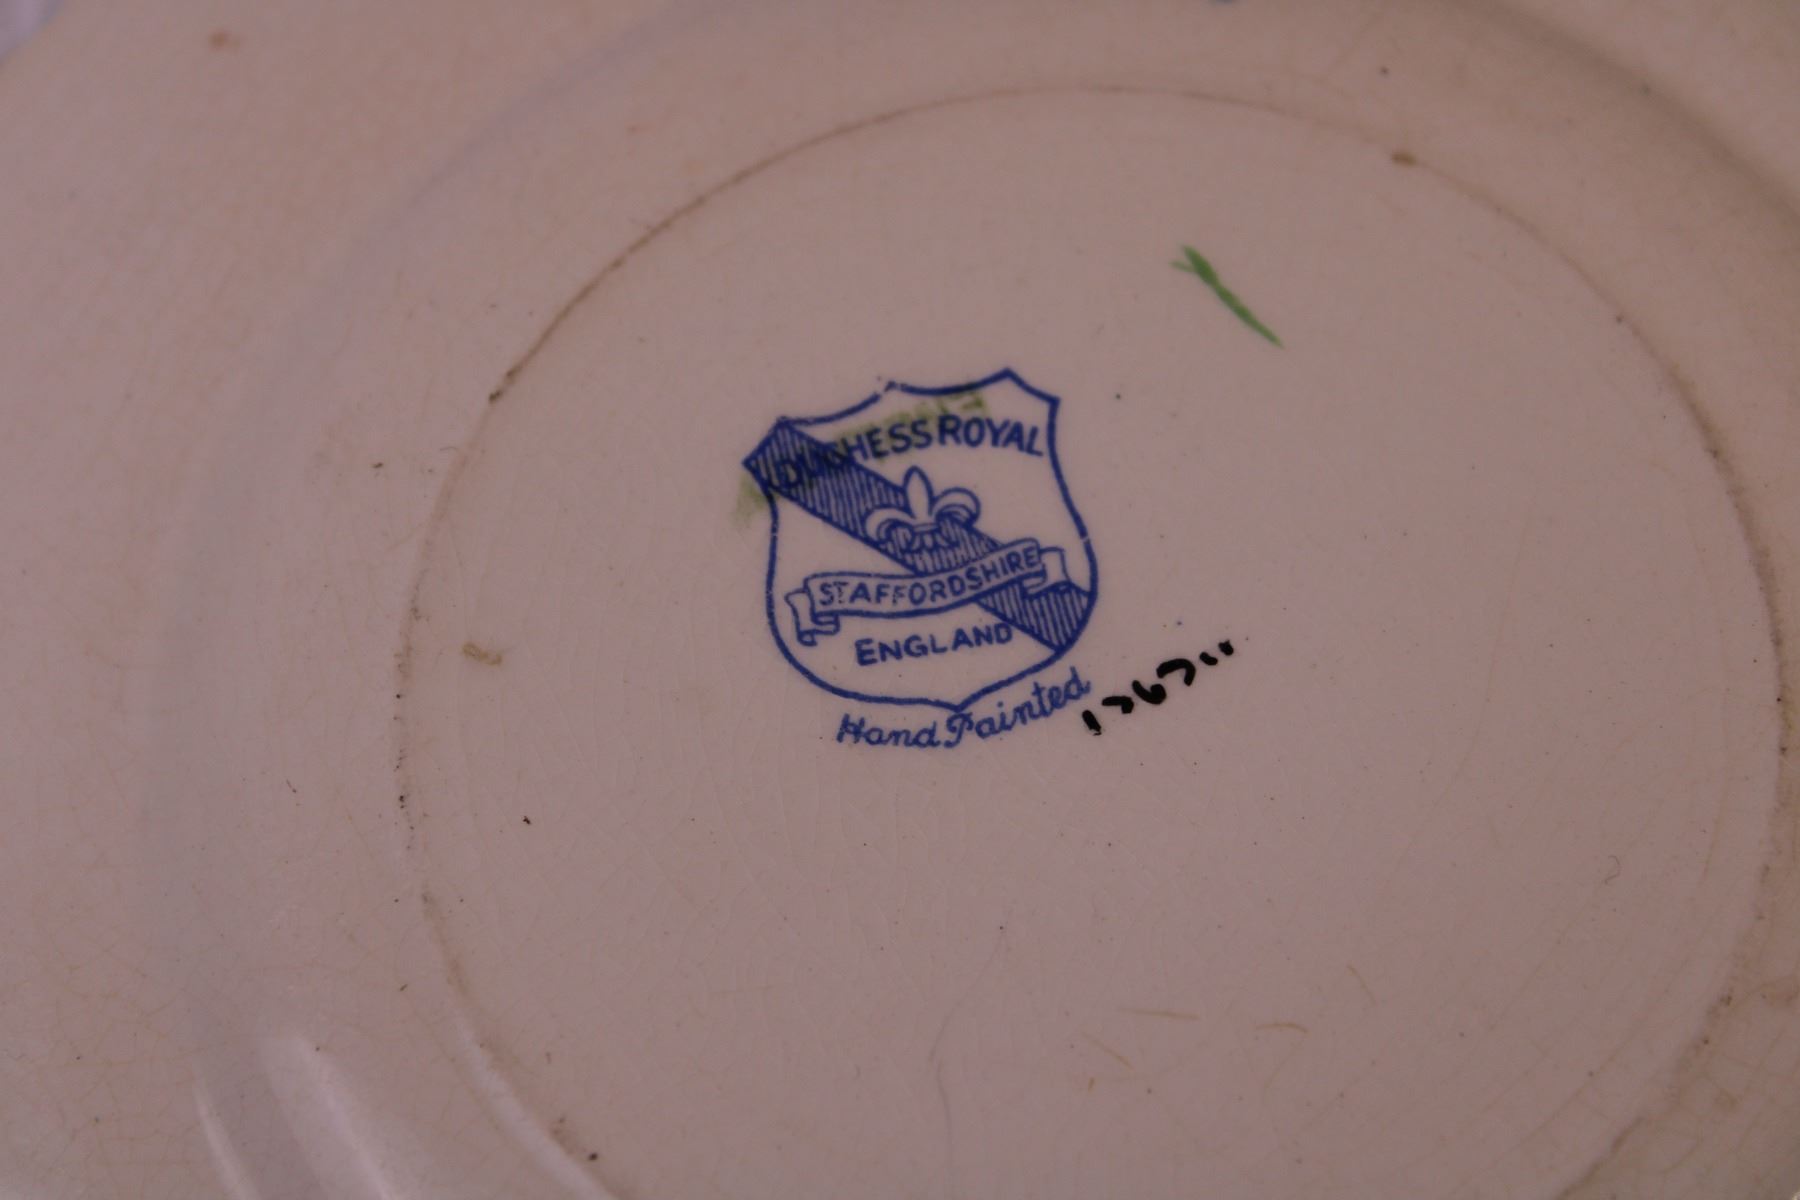 DUCHESS ROYAL
STAFFORDSHIRE
ENGLAND
Hand Painted